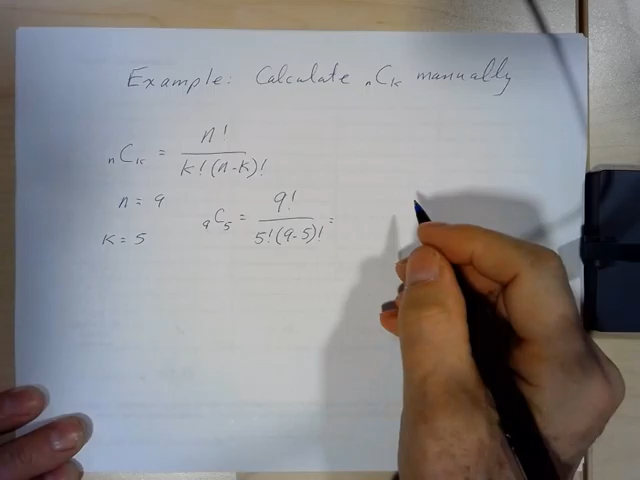 Example: Calculate ₙCₖ manually
ₙCₖ = n! / k!(n-k)!
n = 9
₉C₅ = 9! / 5!(9-5)! =
k = 5